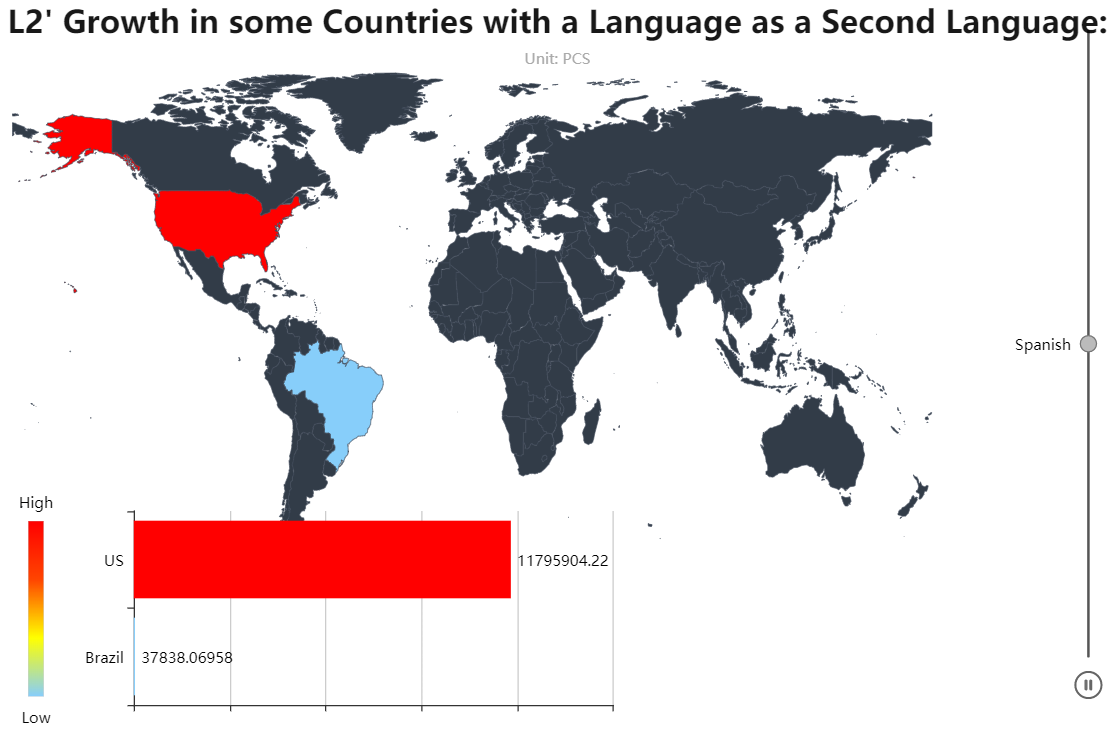 L2' Growth in some Countries with a Language as a Second Language:
Unit: PCS
Spanish
High
Low
US
11795904.22
Brazil
37838.06958